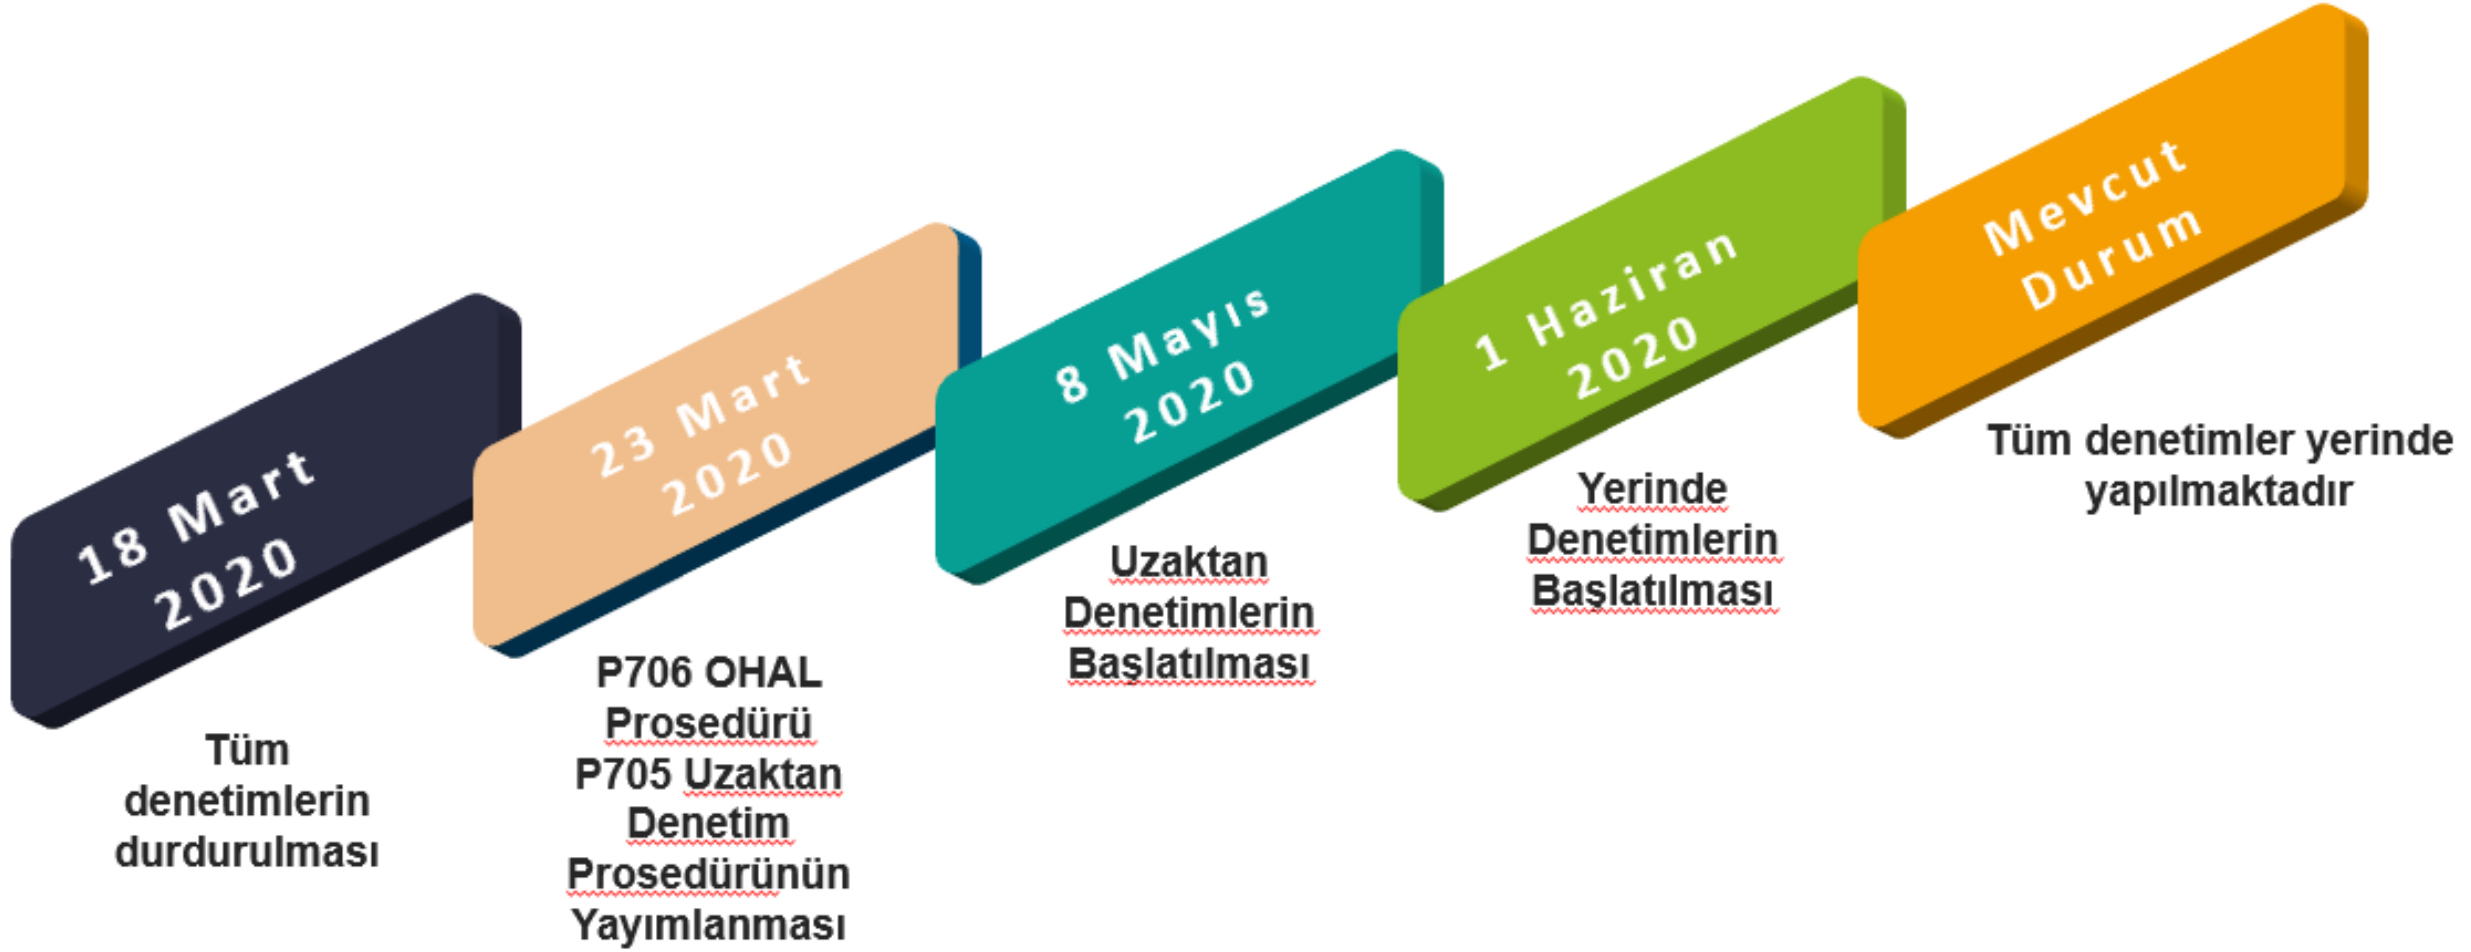 18 Mart
2020
Tüm
denetimlerin
durdurulması
23 Mart
2020
P706 OHAL
Prosedürü
P705 Uzaktan
Denetim
Prosedürünün
Yayımlanması
8 Mayıs
2020
Uzaktan
Denetimlerin
Başlatılması
1 Haziran
2020
Yerinde
Denetimlerin
Başlatılması
Mevcut
Durum
Tüm denetimler yerinde
yapılmaktadır